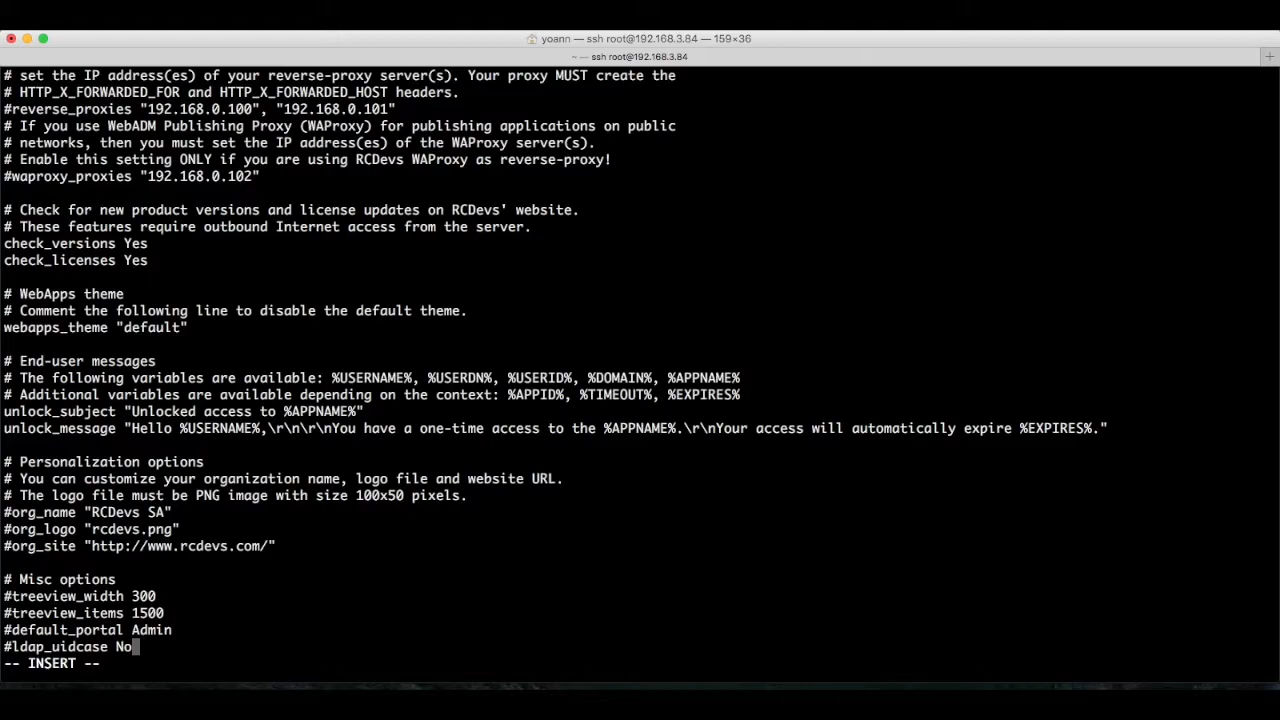 yoann — ssh root@192.168.3.84 — 159×36
~ — ssh root@192.168.3.84
# set the IP address(es) of your reverse-proxy server(s). Your proxy MUST create the
# HTTP_X_FORWARDED_FOR and HTTP_X_FORWARDED_HOST headers.
#reverse_proxies "192.168.0.100", "192.168.0.101"
# If you use WebADM Publishing Proxy (WAProxy) for publishing applications on public
# networks, then you must set the IP address(es) of the WAProxy server(s).
# Enable this setting ONLY if you are using RCDevs WAProxy as reverse-proxy!
#waproxy_proxies "192.168.0.102"
# Check for new product versions and license updates on RCDevs' website.
# These features require outbound Internet access from the server.
check_versions Yes
check_licenses Yes
# WebApps theme
# Comment the following line to disable the default theme.
webapps_theme "default"
# End-user messages
# The following variables are available: %USERNAME%, %USERDN%, %USERID%, %DOMAIN%, %APPNAME%
# Additional variables are available depending on the context: %APPID%, %TIMEOUT%, %EXPIRES%
unlock_subject "Unlocked access to %APPNAME%"
unlock_message "Hello %USERNAME%,\r\n\r\nYou have a one-time access to the %APPNAME%.\r\nYour access will automatically expire %EXPIRES%."
# Personalization options
# You can customize your organization name, logo file and website URL.
# The logo file must be PNG image with size 100x50 pixels.
#org_name "RCDevs SA"
#org_logo "rcdevs.png"
#org_site "http://www.rcdevs.com/"
# Misc options
#treeview_width 300
#treeview_items 1500
#default_portal Admin
#ldap_uidcase No
-- INSERT --